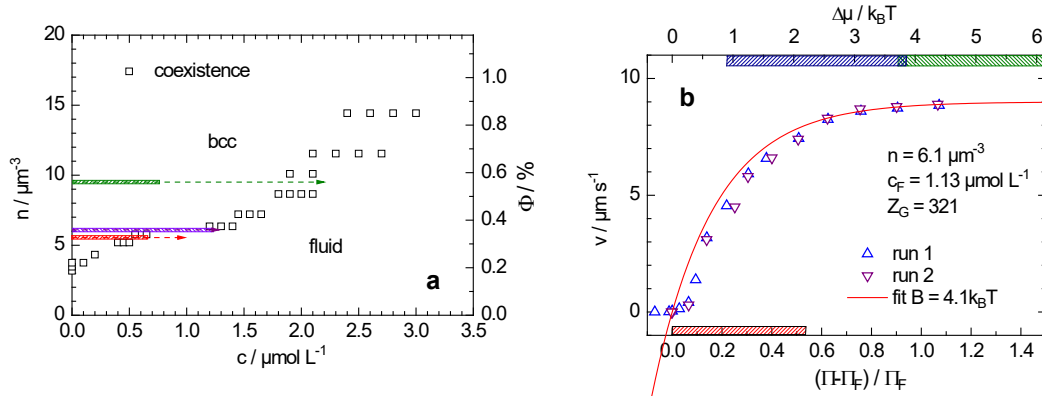 20
15
10
5
0
n / µm⁻³
coexistence
bcc
fluid
a
0.0 0.5 1.0 1.5 2.0 2.5 3.0 3.5
c / µmol L⁻¹
1.0
0.8
0.6
0.4
0.2
0.0
Φ / %
Δµ / k_BT
0 1 2 3 4 5 6
b
10
5
0
v / µm s⁻¹
n = 6.1 µm⁻³
c_F = 1.13 µmol L⁻¹
Z_G = 321
run 1
run 2
fit B = 4.1k_BT
0.0 0.2 0.4 0.6 0.8 1.0 1.2 1.4
(Π-Π_F) / Π_F